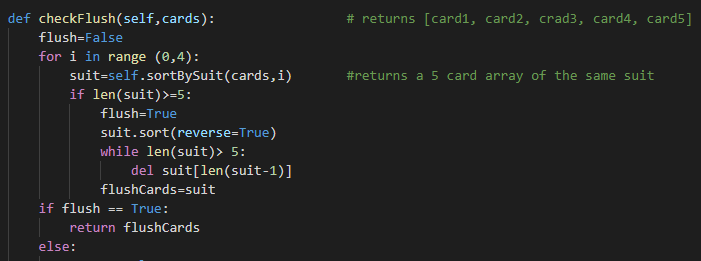 def checkFlush(self,cards): # returns [card1, card2, crad3, card4, card5]
flush=False
for i in range (0,4):
suit=self.sortBySuit(cards,i) #returns a 5 card array of the same suit
if len(suit)>=5:
flush=True
suit.sort(reverse=True)
while len(suit)> 5:
del suit[len(suit-1)]
flushCards=suit
if flush == True:
return flushCards
else: